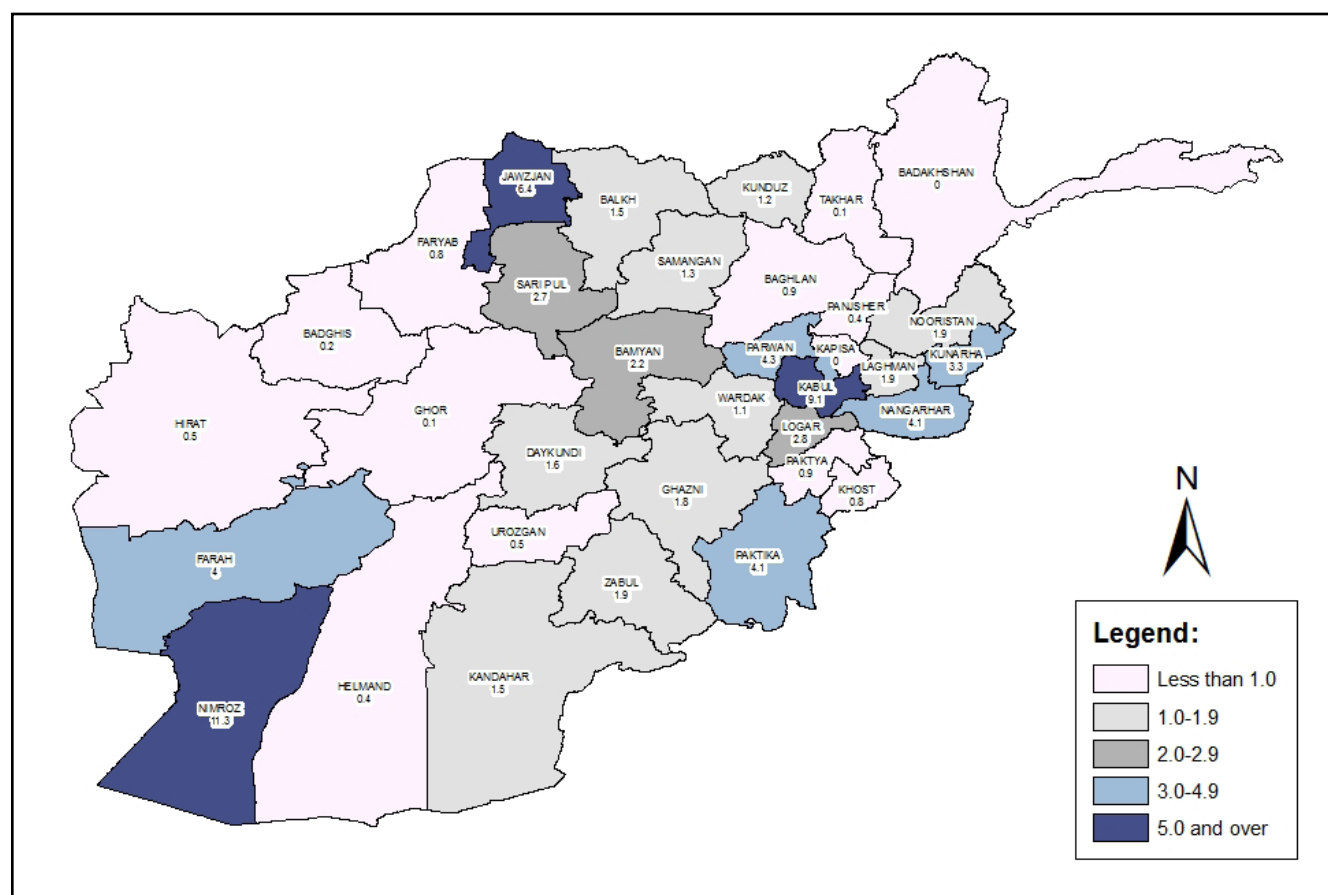 JAWZJAN
6.4
BALKH
1.5
KUNDUZ
1.2
TAKHAR
0.1
BADAKHSHAN
0
FARYAB
0.8
SAMANGAN
1.3
SARI PUL
2.7
BAGHLAN
0.9
PANJSHER
0.4
NOORISTAN
1.9
BADGHIS
0.2
BAMYAN
2.2
PARWAN
4.3
KAPISA
0
LAGHMAN
1.9
KUNARHA
3.3
HIRAT
0.5
GHOR
0.1
WARDAK
1.1
KABUL
9.1
NANGARHAR
4.1
LOGAR
2.8
DAYKUNDI
1.6
GHAZNI
1.8
PAKTYA
0.9
KHOST
0.8
UROZGAN
0.5
FARAH
4
PAKTIKA
4.1
ZABUL
1.9
NIMROZ
11.3
HELMAND
0.4
KANDAHAR
1.5
N
Legend:
Less than 1.0
1.0-1.9
2.0-2.9
3.0-4.9
5.0 and over